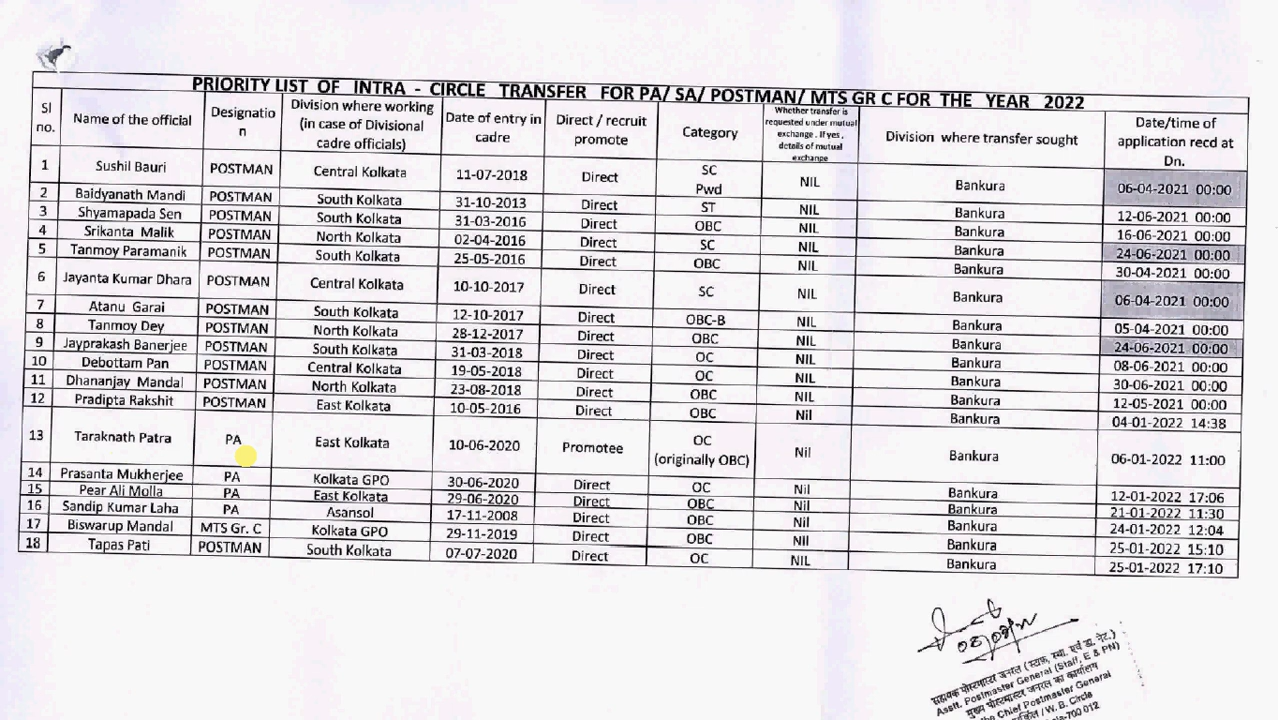 PRIORITY LIST OF INTRA - CIRCLE TRANSFER FOR PA/ SA/ POSTMAN/ MTS GR C FOR THE YEAR 2022
Sl no. Name of the official Designatio n Division where working (in case of Divisional cadre officials) Date of entry in cadre Direct / recruit promote Category Whether transfer is requested under mutual exchange . If yes , details of mutual exchange Division where transfer sought Date/time of application recd at Dn.
1 Sushil Bauri POSTMAN Central Kolkata 11-07-2018 Direct SC Pwd NIL Bankura 06-04-2021 00:00
2 Baidyanath Mandi POSTMAN South Kolkata 31-10-2013 Direct ST NIL Bankura 12-06-2021 00:00
3 Shyamapada Sen POSTMAN South Kolkata 31-03-2016 Direct OBC NIL Bankura 16-06-2021 00:00
4 Srikanta Malik POSTMAN North Kolkata 02-04-2016 Direct SC NIL Bankura 24-06-2021 00:00
5 Tanmoy Paramanik POSTMAN South Kolkata 25-05-2016 Direct OBC NIL Bankura 30-04-2021 00:00
6 Jayanta Kumar Dhara POSTMAN Central Kolkata 10-10-2017 Direct SC NIL Bankura 06-04-2021 00:00
7 Atanu Garai POSTMAN South Kolkata 12-10-2017 Direct OBC-B NIL Bankura 05-04-2021 00:00
8 Tanmoy Dey POSTMAN North Kolkata 28-12-2017 Direct OBC NIL Bankura 24-06-2021 00:00
9 Jayprakash Banerjee POSTMAN South Kolkata 31-03-2018 Direct OC NIL Bankura 08-06-2021 00:00
10 Debottam Pan POSTMAN Central Kolkata 19-05-2018 Direct OC NIL Bankura 30-06-2021 00:00
11 Dhananjay Mandal POSTMAN North Kolkata 23-08-2018 Direct OBC NIL Bankura 12-05-2021 00:00
12 Pradipta Rakshit POSTMAN East Kolkata 10-05-2016 Direct OBC Nil Bankura 04-01-2022 14:38
13 Taraknath Patra PA East Kolkata 10-06-2020 Promotee OC (originally OBC) Nil Bankura 06-01-2022 11:00
14 Prasanta Mukherjee PA Kolkata GPO 30-06-2020 Direct OC Nil Bankura 12-01-2022 17:06
15 Pear Ali Molla PA East Kolkata 29-06-2020 Direct OBC Nil Bankura 21-01-2022 11:30
16 Sandip Kumar Laha PA Asansol 17-11-2008 Direct OBC Nil Bankura 24-01-2022 12:04
17 Biswarup Mandal MTS Gr. C Kolkata GPO 29-11-2019 Direct OBC Nil Bankura 25-01-2022 15:10
18 Tapas Pati POSTMAN South Kolkata 07-07-2020 Direct OC NIL Bankura 25-01-2022 17:10
सहायक पोस्टमास्टर जनरल ( स्टाफ, स्था. एवं डा. नेट.)
Asstt. Postmaster General (Staff, E & PN)
मुख्य पोस्टमास्टर जनरल का कार्यालय
the Chief Postmaster General
/ W.B. Circle
-700 012